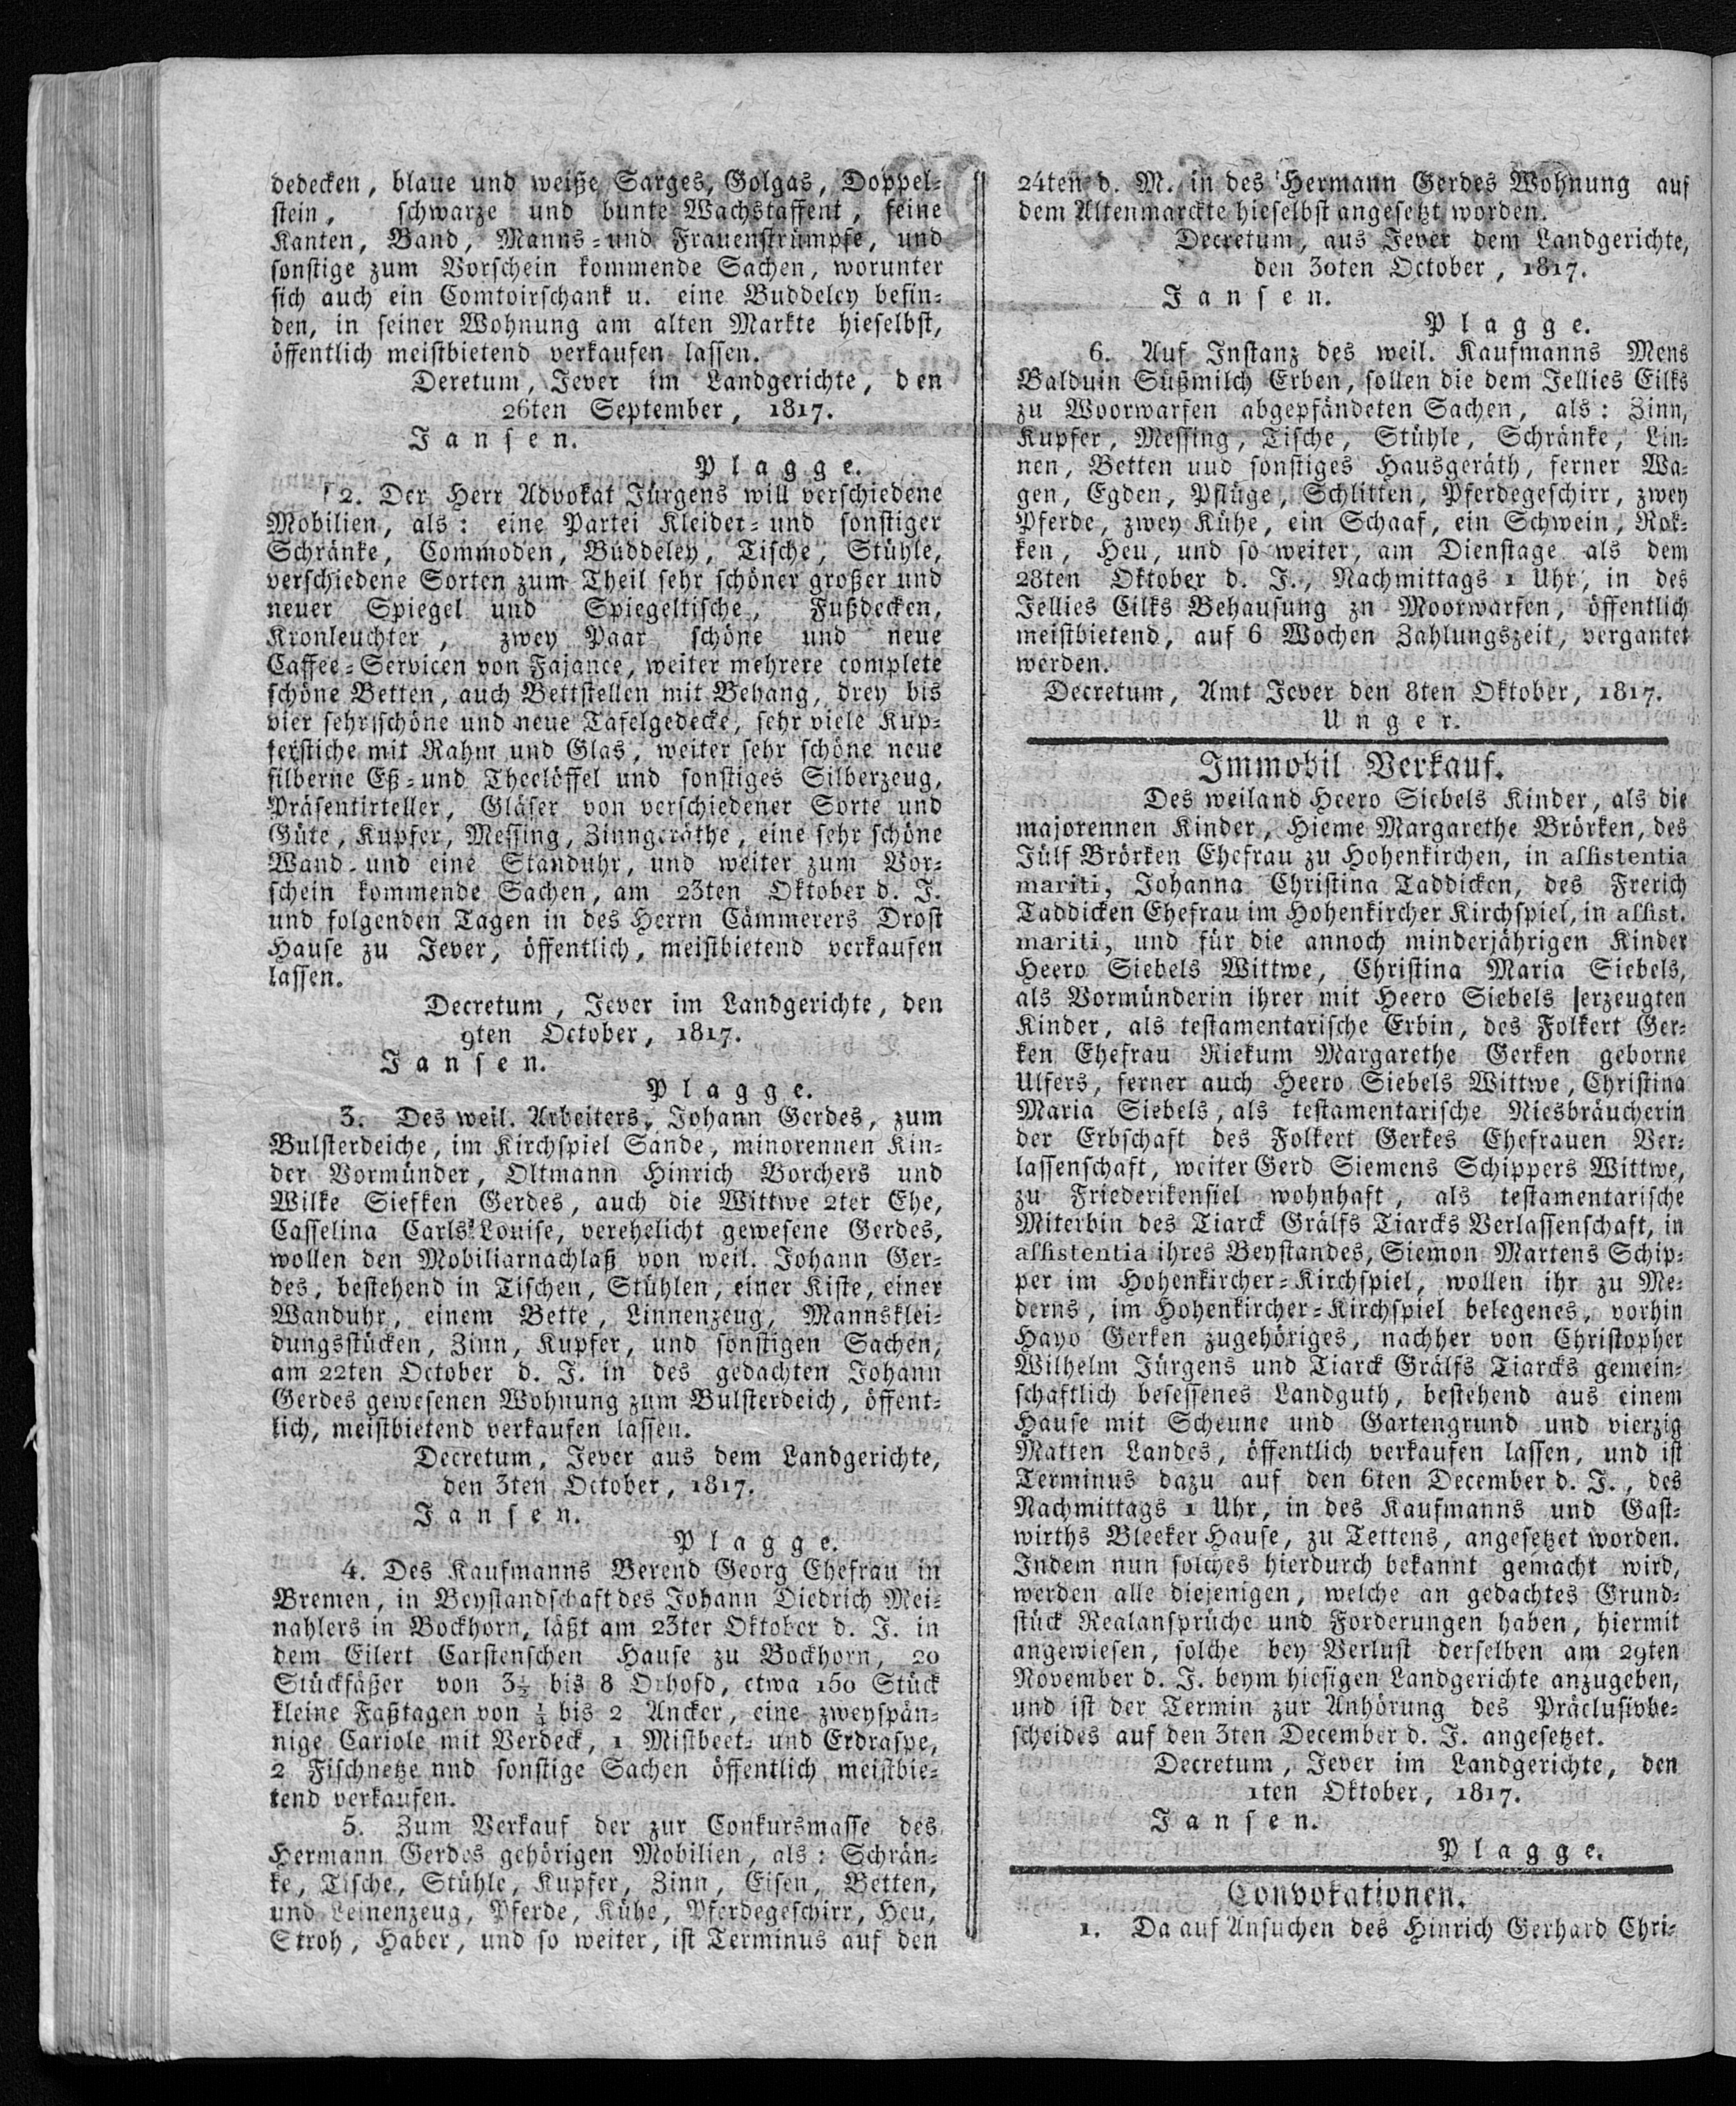 dedecken, blaue und weiße Sarges, Golgas, Doppel-
stein, schwarze und bunte Wachstaffent, feine
Kanten, Band, Manns- und Frauenstrümpfe, und
sonstige zum Vorschein kommende Sachen, worunter
sich auch ein Comtoirschank u. eine Buddeley befin-
den, in seiner Wohnung am alten Markte hieselbst,
öffentlich meistbietend verkaufen lassen.
Deretum, Jever im Landgerichte, den
26ten September, 1817.
Jansen.
Plagge.
2. Der Herr Advokat Jürgens will verschiedene
Mobilien, als: eine Partei Kleider- und sonstiger
Schränke, Commoden, Buddeley, Tische, Stühle,
verschiedene Sorten zum Theil sehr schöner großer und
neuer Spiegel und Spiegeltische, Fußdecken,
Kronleuchter, zwey Paar schöne und neue
Caffee-Servicen von Fajance, weiter mehrere complete
schöne Betten, auch Bettstellen mit Behang, drey bis
vier sehr schöne und neue Tafelgedecke, sehr viele Kup-
ferstiche mit Rahm und Glas, weiter sehr schöne neue
silberne Eß- und Theelöffel und sonstiges Silberzeug,
Präsentirteller, Gläser von verschiedener Sorte und
Güte, Kupfer, Messing, Zinngeräthe, eine sehr schöne
Wand- und eine Standuhr, und weiter zum Vor-
schein kommende Sachen, am 23ten Oktober d. J.
und folgenden Tagen in des Herrn Cämmerers Drost
Hause zu Jever, öffentlich, meistbietend verkaufen
lassen.
Decretum, Jever im Landgerichte, den
9ten October, 1817.
Jansen.
Plagge.
3. Des weil. Arbeiters, Johann Gerdes, zum
Bulsterdeiche, im Kirchspiel Sande, minorennen Kin-
der Vormünder, Oltmann Hinrich Borchers und
Wilke Siefken Gerdes, auch die Wittwe 2ter Ehe,
Casselina Carls Louise, verehelicht gewesene Gerdes,
wollen den Mobiliarnachlaß von weil. Johann Ger-
des, bestehend in Tischen, Stühlen, einer Kiste, einer
Wanduhr, einem Bette, Linnenzeug, Mannsklei-
dungsstücken, Zinn, Kupfer, und sonstigen Sachen,
am 22ten October d. J. in des gedachten Johann
Gerdes gewesenen Wohnung zum Bulsterdeich, öffent-
lich, meistbietend verkaufen lassen.
Decretum, Jever aus dem Landgerichte,
den 3ten October, 1817.
Jansen.
Plagge.
4. Des Kaufmanns Berend Georg Ehefrau in
Bremen, in Beystandschaft des Johann Diedrich Mei-
nahlers in Bockhorn, läßt am 23ter Oktober d. J. in
dem Eilert Carstenschen Hause zu Bockhorn, 20
Stückfäßer von 3½ bis 8 Orhofd, etwa 150 Stück
kleine Faßtagen von ¼ bis 2 Ancker, eine zweyspän-
nige Cariole mit Verdeck, 1 Mistbeet- und Erdraspe,
2 Fischnetze nnd sonstige Sachen öffentlich meistbie-
tend verkaufen.
5. Zum Verkauf der zur Conkursmasse des
Hermann Gerdes gehörigen Mobilien, als: Schrän-
ke, Tische, Stühle, Kupfer, Zinn, Eisen, Betten,
und Leinenzeug, Pferde, Kühe, Pferdegeschirr, Heu,
Stroh, Haber, und so weiter, ist Terminus auf den
24ten d. M. in des Hermann Gerdes Wohnung auf
dem Altenmarckte hieselbst angesetzt worden.
Decretum, aus Jever dem Landgerichte,
den 30ten October, 1817.
Jansen.
Plagge.
6. Auf Instanz des weil. Kaufmanns Mens
Balduin Süßmilch Erben, sollen die dem Jellies Eilks
zu Woorwarfen abgepfändeten Sachen, als: Zinn,
Kupfer, Messing, Tische, Stühle, Schränke, Lin-
nen, Betten uud sonstiges Hausgeräth, ferner Wa-
gen, Egden, Pflüge, Schlitten, Pferdegeschirr, zwey
Pferde, zwey Kühe, ein Schaaf, ein Schwein, Rok-
ken, Heu, und so weiter, am Dienstage als dem
28ten Oktober d. J., Nachmittags 1 Uhr, in des
Jellies Eilks Behausung zn Moorwarfen, öffentlich
meistbietend, auf 6 Wochen Zahlungszeit, vergantet
werden.
Decretum, Amt Jever den 8ten Oktober, 1817.
Unger.
Immobil Verkauf.
Des weiland Heero Siebels Kinder, als die
majorennen Kinder, Hieme Margarethe Brörken, des
Jülf Brörken Ehefrau zu Hohenkirchen, in assistentia
mariti, Johanna Christina Taddicken, des Frerich
Taddicken Ehefrau im Hohenkircher Kirchspiel, in assist.
mariti, und für die annoch minderjährigen Kinder
Heero Siebels Wittwe, Christina Maria Siebels,
als Vormünderin ihrer mit Heero Siebels erzeugten
Kinder, als testamentarische Erbin, des Folkert Ger-
ken Ehefrau Riekum Margarethe Gerken geborne
Ulfers, ferner auch Heero Siebels Wittwe, Christina
Maria Siebels, als testamentarische Niesbräucherin
der Erbschaft des Folkert Gerkes Ehefrauen Ver-
lassenschaft, weiter Gerd Siemens Schippers Wittwe,
zu Friederikensiel wohnhaft, als testamentarische
Miterbin des Tiarck Grälfs Tiarcks Verlassenschaft, in
assistentia ihres Beystandes, Siemon Martens Schip-
per im Hohenkircher-Kirchspiel, wollen ihr zu Me-
derns, im Hohenkircher-Kirchspiel belegenes, vorhin
Hayo Gerken zugehöriges, nachher von Christopher
Wilhelm Jürgens und Tiarck Grälfs Tiarcks gemein-
schaftlich besessenes Landguth, bestehend aus einem
Hause mit Scheune und Gartengrund und vierzig
Matten Landes, öffentlich verkaufen lassen, und ist
Terminus dazu auf den 6ten December d. J., des
Nachmittags 1 Uhr, in des Kaufmanns und Gast-
wirths Bleeker Hause, zu Tettens, angesetzet worden.
Indem nun solches hierdurch bekannt gemacht wird,
werden alle diejenigen, welche an gedachtes Grund-
stück Realansprüche und Forderungen haben, hiermit
angewiesen, solche bey Verlust derselben am 29ten
November d. J. beym hiesigen Landgerichte anzugeben,
und ist der Termin zur Anhörung des Präclusivbe-
scheides auf den 3ten December d. J. angesetzet.
Decretum, Jever im Landgerichte, den
1ten Oktober, 1817.
Jansen.
Plagge.
Convokationen.
1. Da auf Ansuchen des Hinrich Gerhard Chri-